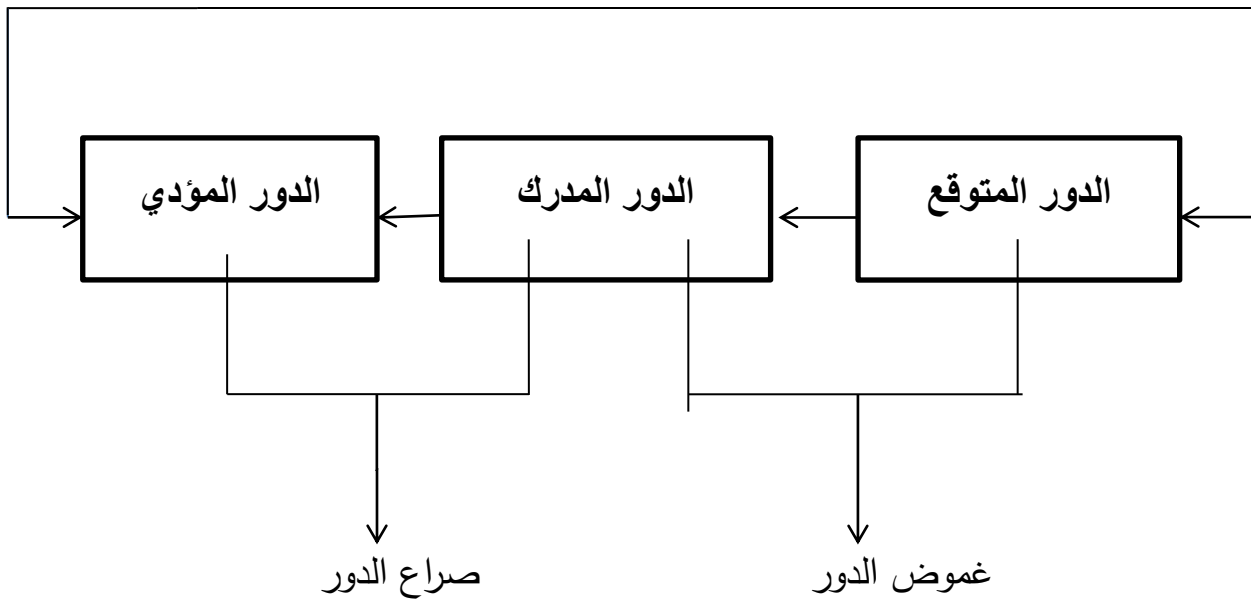 الدور المتوقع
الدور المدرك
الدور المؤدي
غموض الدور
صراع الدور